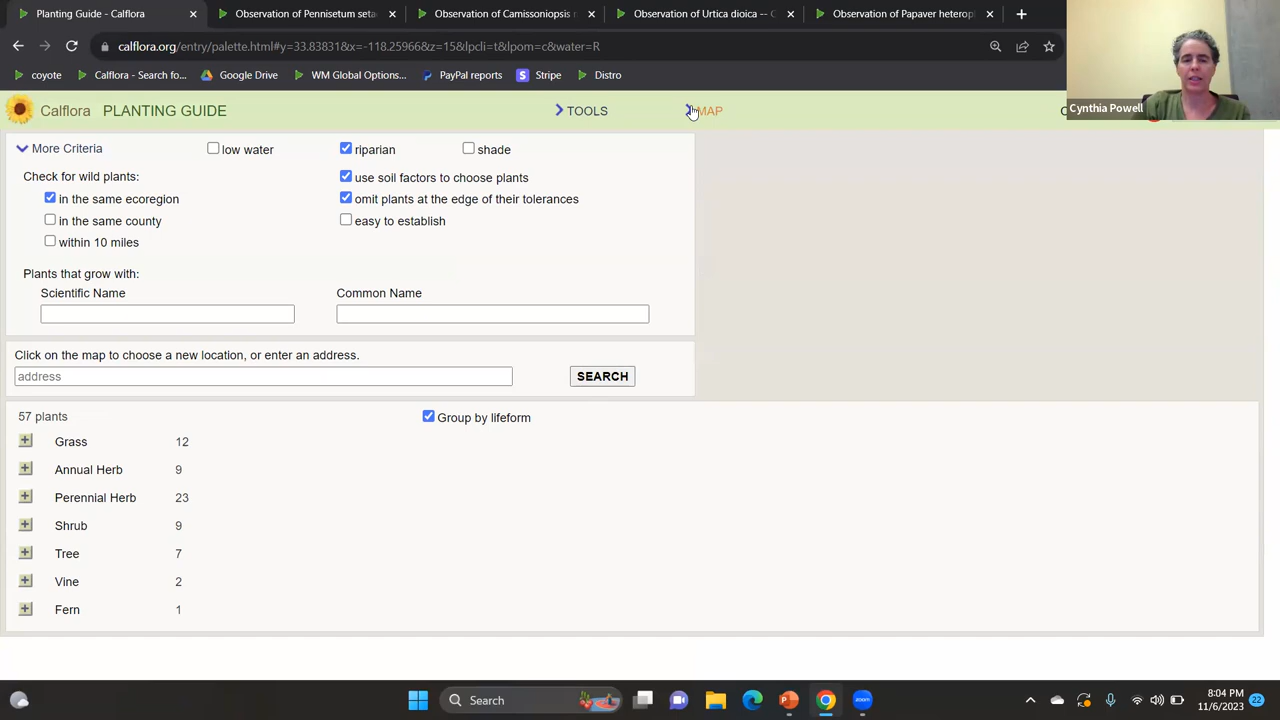 Planting Guide - Calflora
Observation of Pennisetum seta
Observation of Camissoniopsis
Observation of Urtica dioica --
Observation of Papaver heterop
calflora.org/entry/palette.html#y=33.83831&x=-118.25966&z=15&lpcli=t&lpom=c&water=R
coyote
Calflora - Search fo...
Google Drive
WM Global Options...
PayPal reports
Stripe
Distro
Calflora PLANTING GUIDE
TOOLS
MAP
Cynthia Powell
More Criteria
low water
riparian
shade
Check for wild plants:
use soil factors to choose plants
in the same ecoregion
omit plants at the edge of their tolerances
in the same county
easy to establish
within 10 miles
Plants that grow with:
Scientific Name
Common Name
Click on the map to choose a new location, or enter an address.
address
SEARCH
57 plants
Group by lifeform
Grass 12
Annual Herb 9
Perennial Herb 23
Shrub 9
Tree 7
Vine 2
Fern 1
Search
zoom
8:04 PM
11/6/2023
22